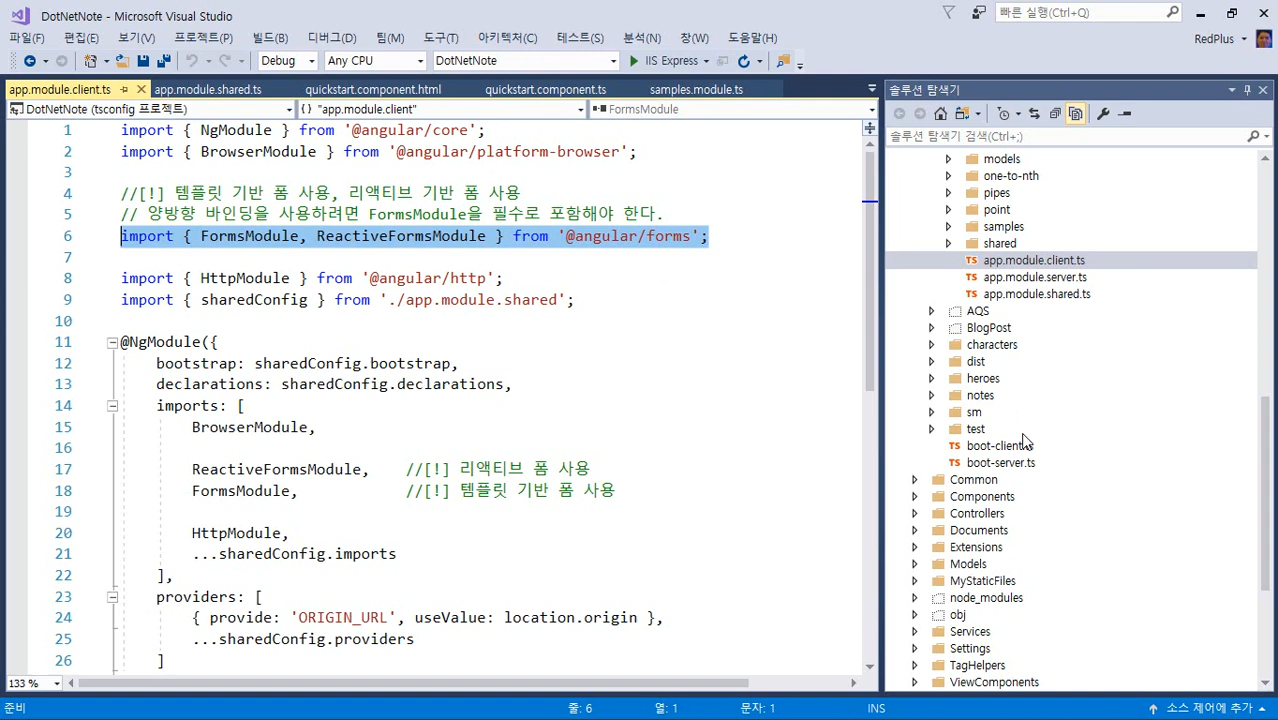 DotNetNote - Microsoft Visual Studio
빠른 실행(Ctrl+Q)
파일(F) 편집(E) 보기(V) 프로젝트(P) 빌드(B) 디버그(D) 팀(M) 도구(T) 아키텍처(C) 테스트(S) 분석(N) 창(W) 도움말(H)
RedPlus
Debug Any CPU DotNetNote IIS Express
app.module.client.ts app.module.shared.ts quickstart.component.html quickstart.component.ts samples.module.ts
DotNetNote (tsconfig 프로젝트) {} "app.module.client" FormsModule
1 import { NgModule } from '@angular/core';
2 import { BrowserModule } from '@angular/platform-browser';
3
4 //[!] 템플릿 기반 폼 사용, 리액티브 기반 폼 사용
5 // 양방향 바인딩을 사용하려면 FormsModule을 필수로 포함해야 한다.
6 import { FormsModule, ReactiveFormsModule } from '@angular/forms';
7
8 import { HttpModule } from '@angular/http';
9 import { sharedConfig } from './app.module.shared';
10
11 @NgModule({
12 bootstrap: sharedConfig.bootstrap,
13 declarations: sharedConfig.declarations,
14 imports: [
15 BrowserModule,
16
17 ReactiveFormsModule, //[!] 리액티브 폼 사용
18 FormsModule, //[!] 템플릿 기반 폼 사용
19
20 HttpModule,
21 ...sharedConfig.imports
22 ],
23 providers: [
24 { provide: 'ORIGIN_URL', useValue: location.origin },
25 ...sharedConfig.providers
26 ]
133 %
솔루션 탐색기
솔루션 탐색기 검색(Ctrl+;)
models
one-to-nth
pipes
point
samples
shared
TS app.module.client.ts
TS app.module.server.ts
TS app.module.shared.ts
AQS
BlogPost
characters
dist
heroes
notes
sm
test
TS boot-client.ts
TS boot-server.ts
Common
Components
Controllers
Documents
Extensions
Models
MyStaticFiles
node_modules
obj
Services
Settings
TagHelpers
ViewComponents
준비 줄: 6 열: 1 문자: 1 INS 소스 제어에 추가